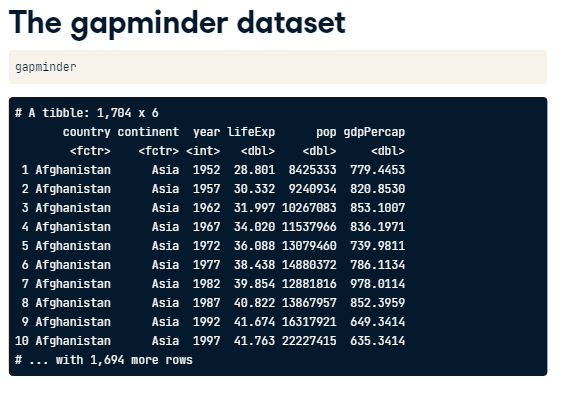 The gapminder dataset
gapminder
# A tibble: 1,704 x 6
country continent year lifeExp pop gdpPercap
<fctr> <fctr> <int> <dbl> <dbl> <dbl>
1 Afghanistan Asia 1952 28.801 8425333 779.4453
2 Afghanistan Asia 1957 30.332 9240934 820.8530
3 Afghanistan Asia 1962 31.997 10267083 853.1007
4 Afghanistan Asia 1967 34.020 11537966 836.1971
5 Afghanistan Asia 1972 36.088 13079460 739.9811
6 Afghanistan Asia 1977 38.438 14880372 786.1134
7 Afghanistan Asia 1982 39.854 12881816 978.0114
8 Afghanistan Asia 1987 40.822 13867957 852.3959
9 Afghanistan Asia 1992 41.674 16317921 649.3414
10 Afghanistan Asia 1997 41.763 22227415 635.3414
# ... with 1,694 more rows